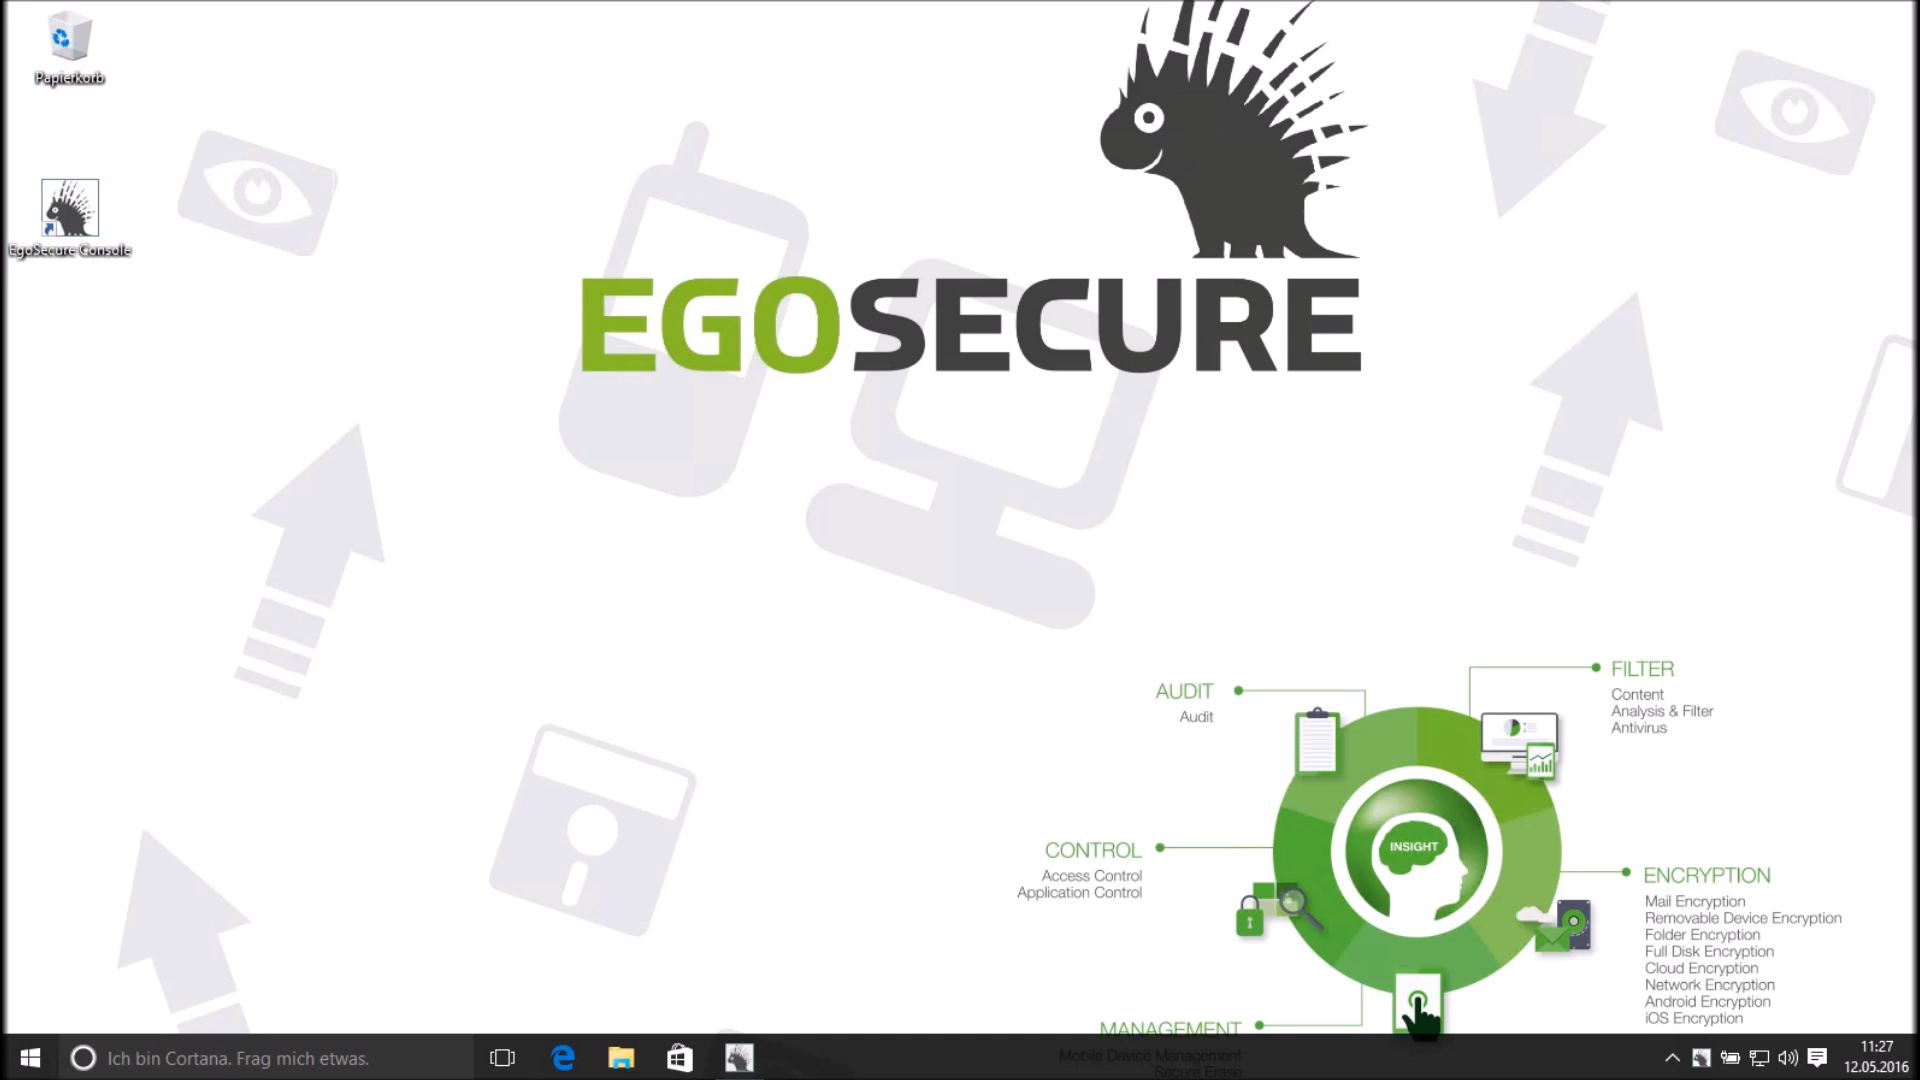 Papierkorb
EgoSecure Console
EGOSECURE
AUDIT
Audit
FILTER
Content
Analysis & Filter
Antivirus
INSIGHT
CONTROL
Access Control
Application Control
ENCRYPTION
Mail Encryption
Removable Device Encryption
Folder Encryption
Full Disk Encryption
Cloud Encryption
Network Encryption
Android Encryption
iOS Encryption
MANAGEMENT
Mobile Device Management
Secure Erase
Ich bin Cortana. Frag mich etwas.
11:27
12.05.2016